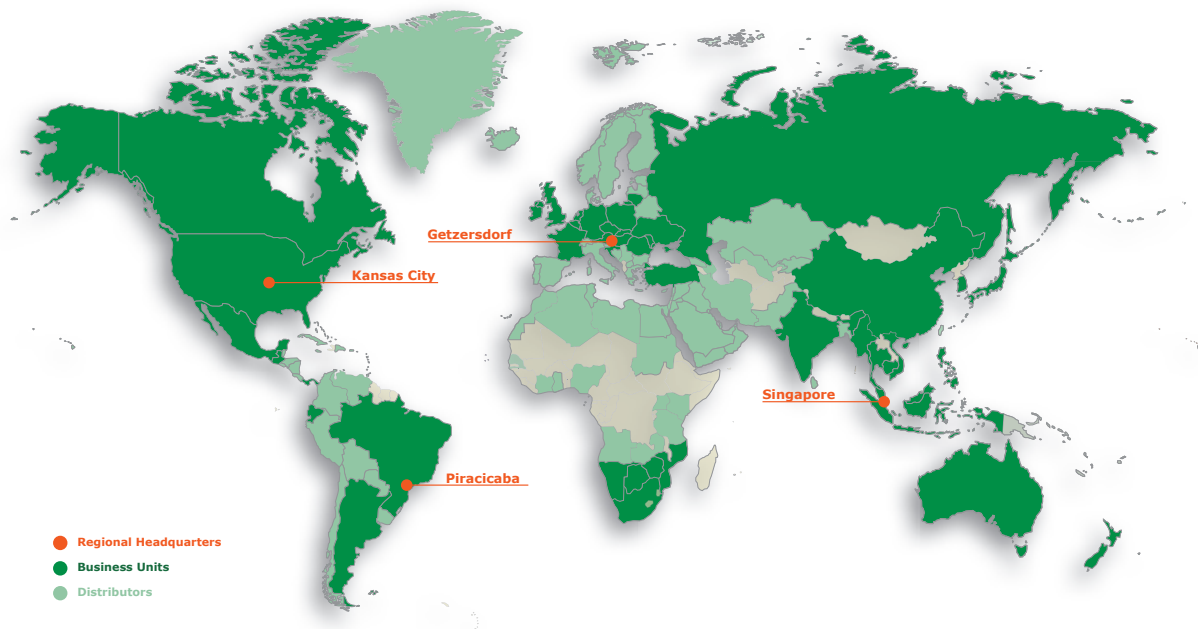 Getzersdorf
Kansas City
Singapore
Piracicaba
Regional Headquarters
Business Units
Distributors